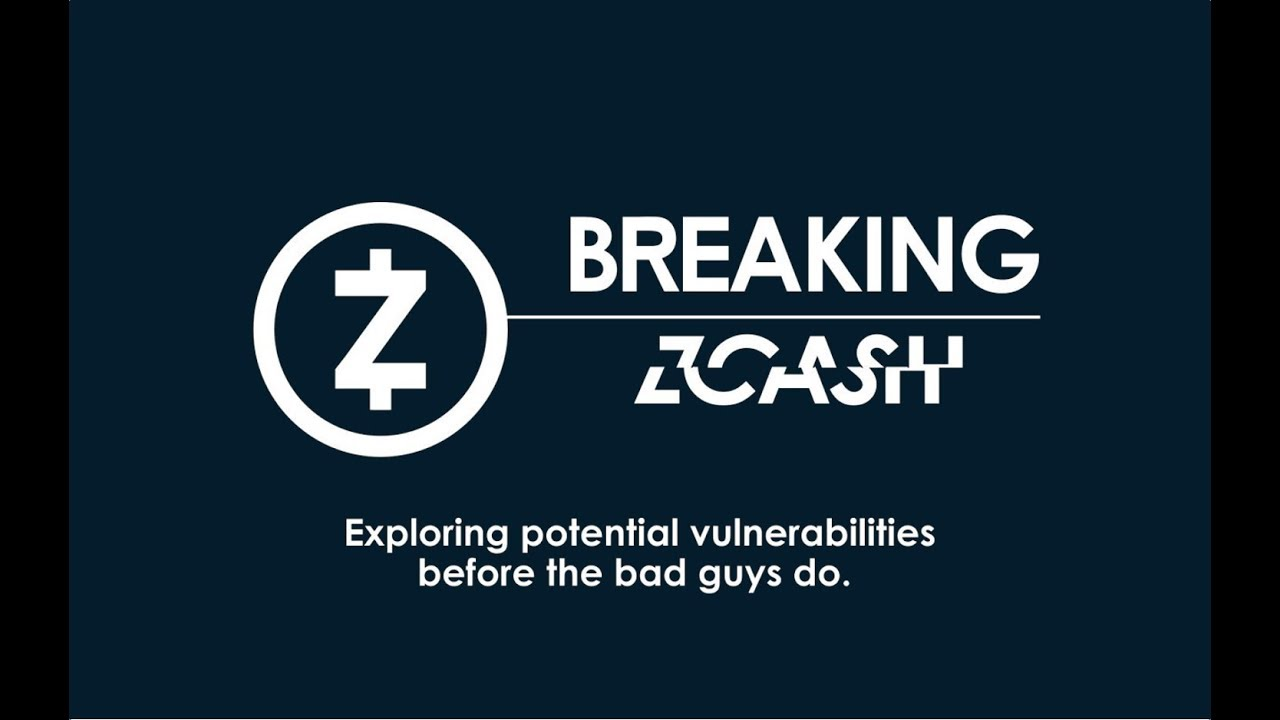 BREAKING
ZCASH
Exploring potential vulnerabilities
before the bad guys do.